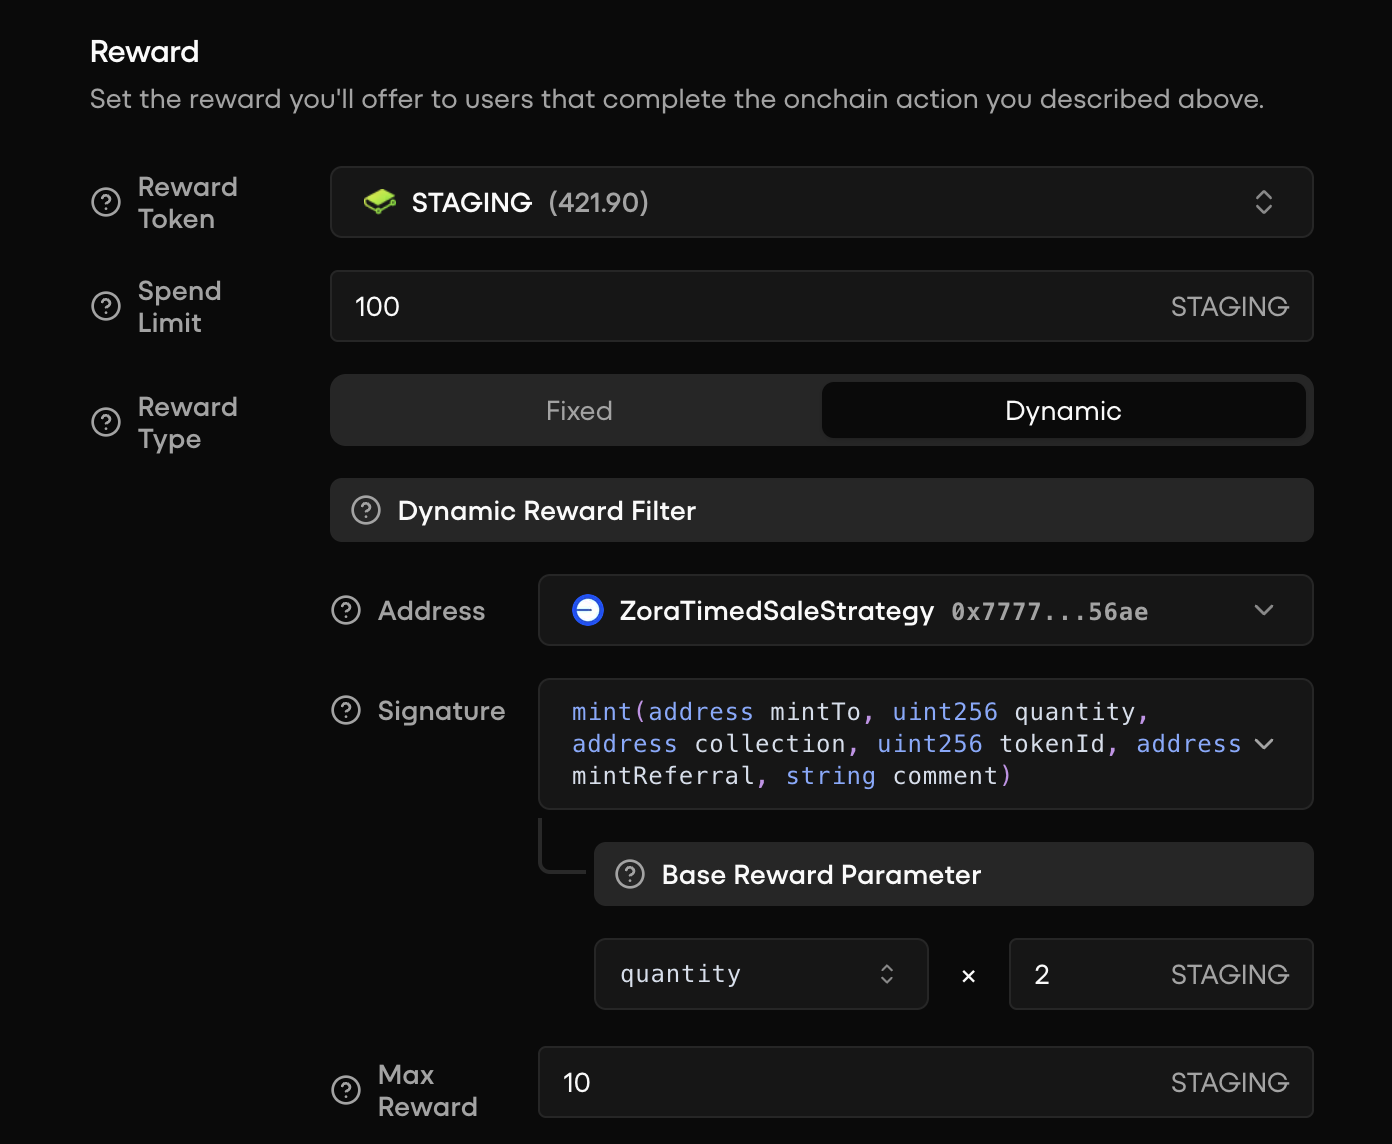 Reward
Set the reward you'll offer to users that complete the onchain action you described above.
Reward
Token
STAGING (421.90)
Spend
Limit
100 STAGING
Reward
Type
Fixed Dynamic
Dynamic Reward Filter
Address ZoraTimedSaleStrategy 0x7777...56ae
Signature mint(address mintTo, uint256 quantity,
address collection, uint256 tokenId, address
mintReferral, string comment)
Base Reward Parameter
quantity × 2 STAGING
Max
Reward
10 STAGING